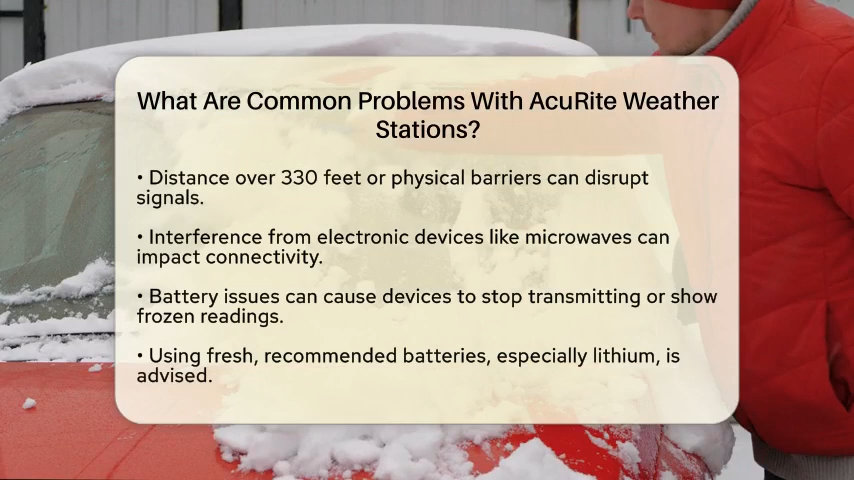 What Are Common Problems With AcuRite Weather
Stations?
• Distance over 330 feet or physical barriers can disrupt
signals.
• Interference from electronic devices like microwaves can
impact connectivity.
• Battery issues can cause devices to stop transmitting or show
frozen readings.
• Using fresh, recommended batteries, especially lithium, is
advised.